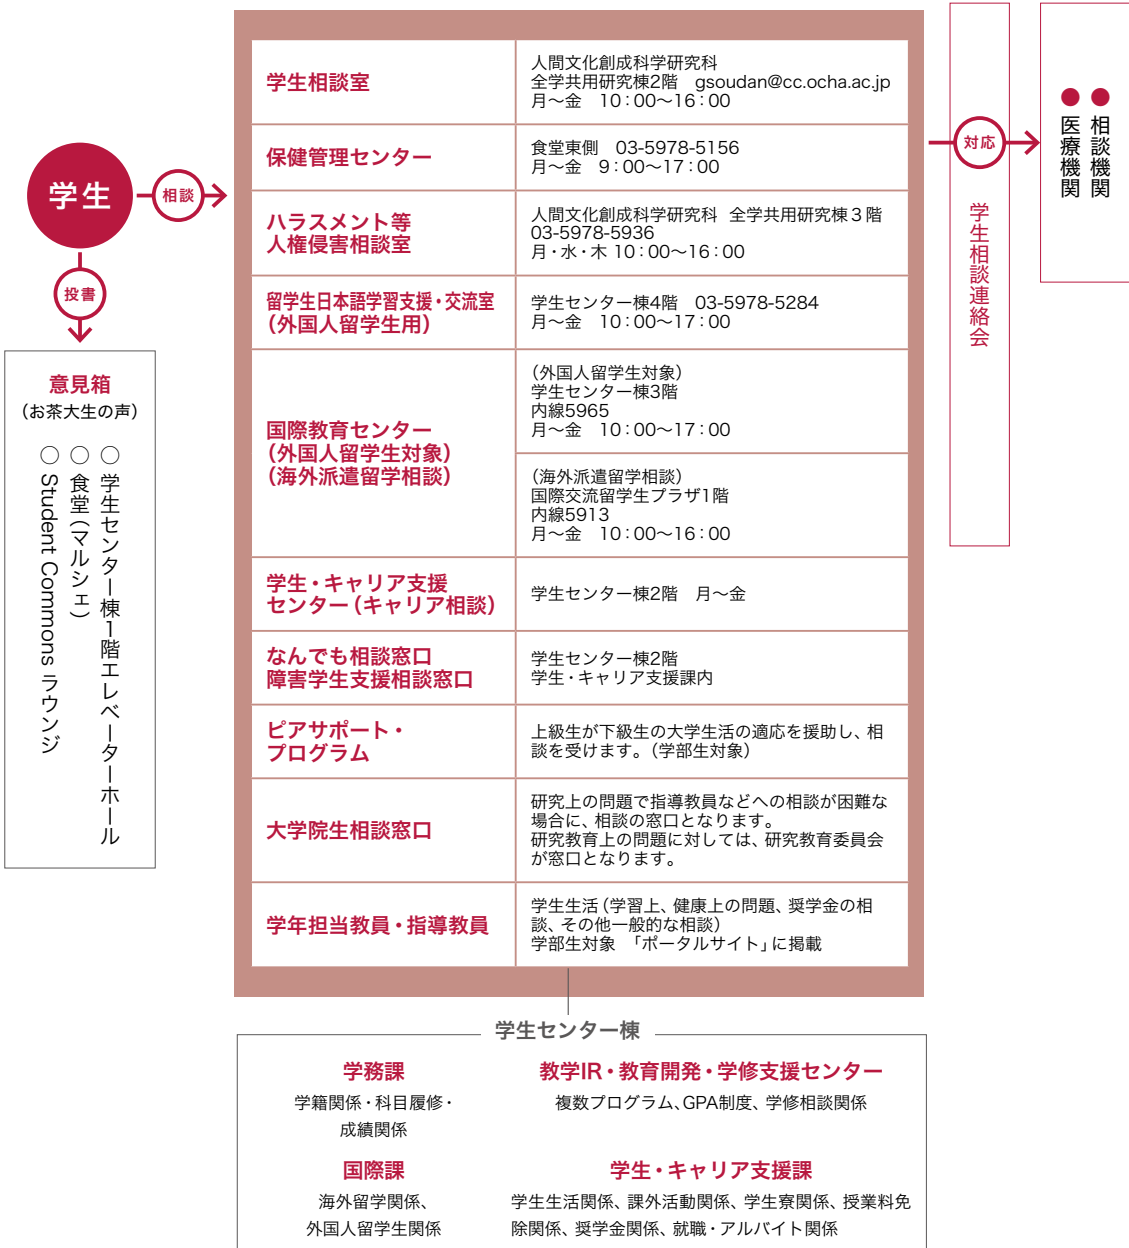 学生
相談
投書
意見箱
（お茶大生の声）
○ 学生センター棟1階エレベーターホール
○ 食堂（マルシェ）
○ Student Commons ラウンジ
学生相談室
人間文化創成科学研究科
全学共用研究棟2階　gsoudan@cc.ocha.ac.jp
月～金　10：00～16：00
保健管理センター
食堂東側　03-5978-5156
月～金　9：00～17：00
ハラスメント等
人権侵害相談室
人間文化創成科学研究科 全学共用研究棟３階
03-5978-5936
月・水・木 10：00～16：00
留学生日本語学習支援・交流室
（外国人留学生用）
学生センター棟4階　03-5978-5284
月～金　10：00～17：00
国際教育センター
（外国人留学生対象）
（海外派遣留学相談）
（外国人留学生対象）
学生センター棟3階
内線5965
月～金　10：00～17：00
（海外派遣留学相談）
国際交流留学生プラザ1階
内線5913
月～金　10：00～16：00
学生・キャリア支援
センター（キャリア相談）
学生センター棟2階　月～金
なんでも相談窓口
障害学生支援相談窓口
学生センター棟2階
学生・キャリア支援課内
ピアサポート・
プログラム
上級生が下級生の大学生活の適応を援助し、相
談を受けます。（学部生対象）
大学院生相談窓口
研究上の問題で指導教員などへの相談が困難な
場合に、相談の窓口となります。
研究教育上の問題に対しては、研究教育委員会
が窓口となります。
学年担当教員・指導教員
学生生活（学習上、健康上の問題、奨学金の相
談、その他一般的な相談）
学部生対象　「ポータルサイト」に掲載
対応
学生相談連絡会
● 相談機関
● 医療機関
学生センター棟
学務課
学籍関係・科目履修・
成績関係
教学IR・教育開発・学修支援センター
複数プログラム、GPA制度、学修相談関係
国際課
海外留学関係、
外国人留学生関係
学生・キャリア支援課
学生生活関係、課外活動関係、学生寮関係、授業料免
除関係、奨学金関係、就職・アルバイト関係